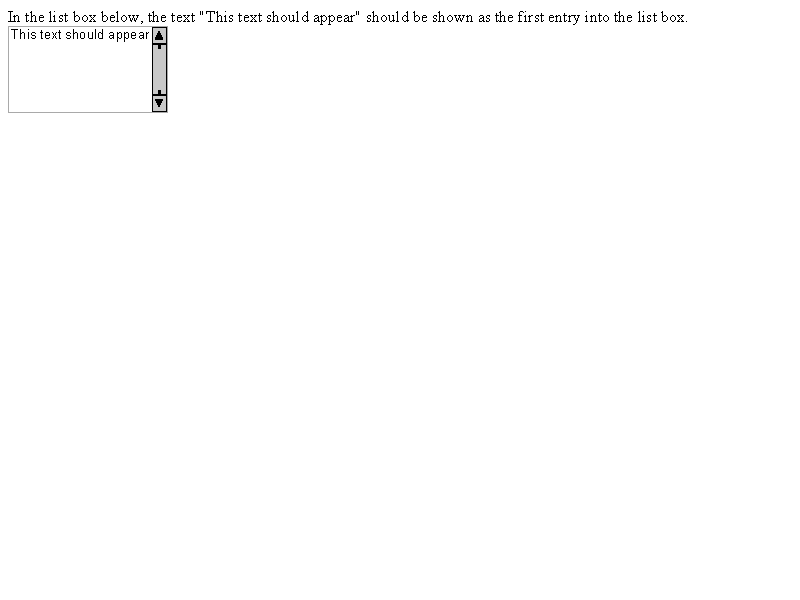 In the list box below, the text "This text should appear" should be shown as the first entry into the list box.
This text should appear